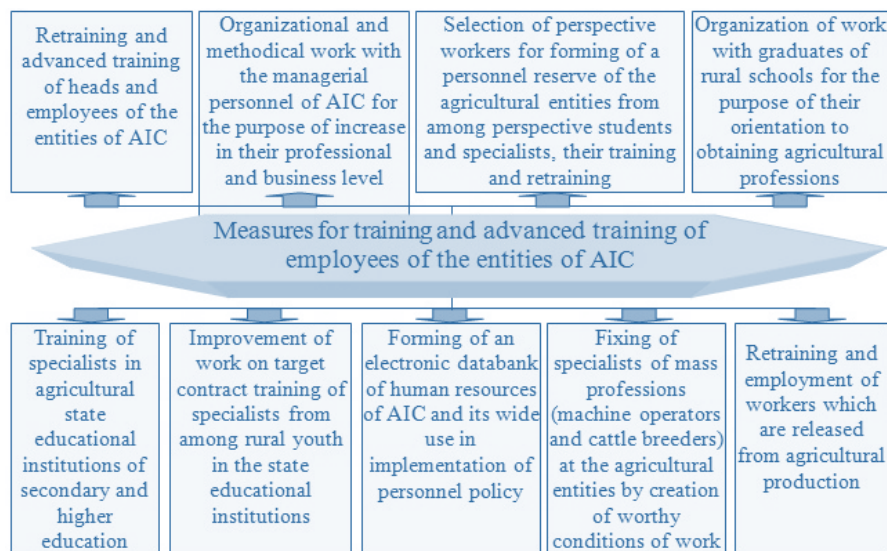 Retraining and
advanced training
of heads and
employees of the
entities of AIC
Organizational and
methodical work with
the managerial
personnel of AIC for
the purpose of increase
in their professional
and business level
Selection of perspective
workers for forming of a
personnel reserve of the
agricultural entities from
among perspective students
and specialists, their training
and retraining
Organization of work
with graduates of
rural schools for the
purpose of their
orientation to
obtaining agricultural
professions
Measures for training and advanced training of
employees of the entities of AIC
Training of
specialists in
agricultural
state
educational
institutions of
secondary and
higher
education
Improvement of
work on target
contract training of
specialists from
among rural youth
in the state
educational
institutions
Forming of an
electronic databank
of human resources
of AIC and its wide
use in
implementation of
personnel policy
Fixing of
specialists of mass
professions
(machine operators
and cattle breeders)
at the agricultural
entities by creation
of worthy
conditions of work
Retraining and
employment of
workers which
are released
from agricultural
production